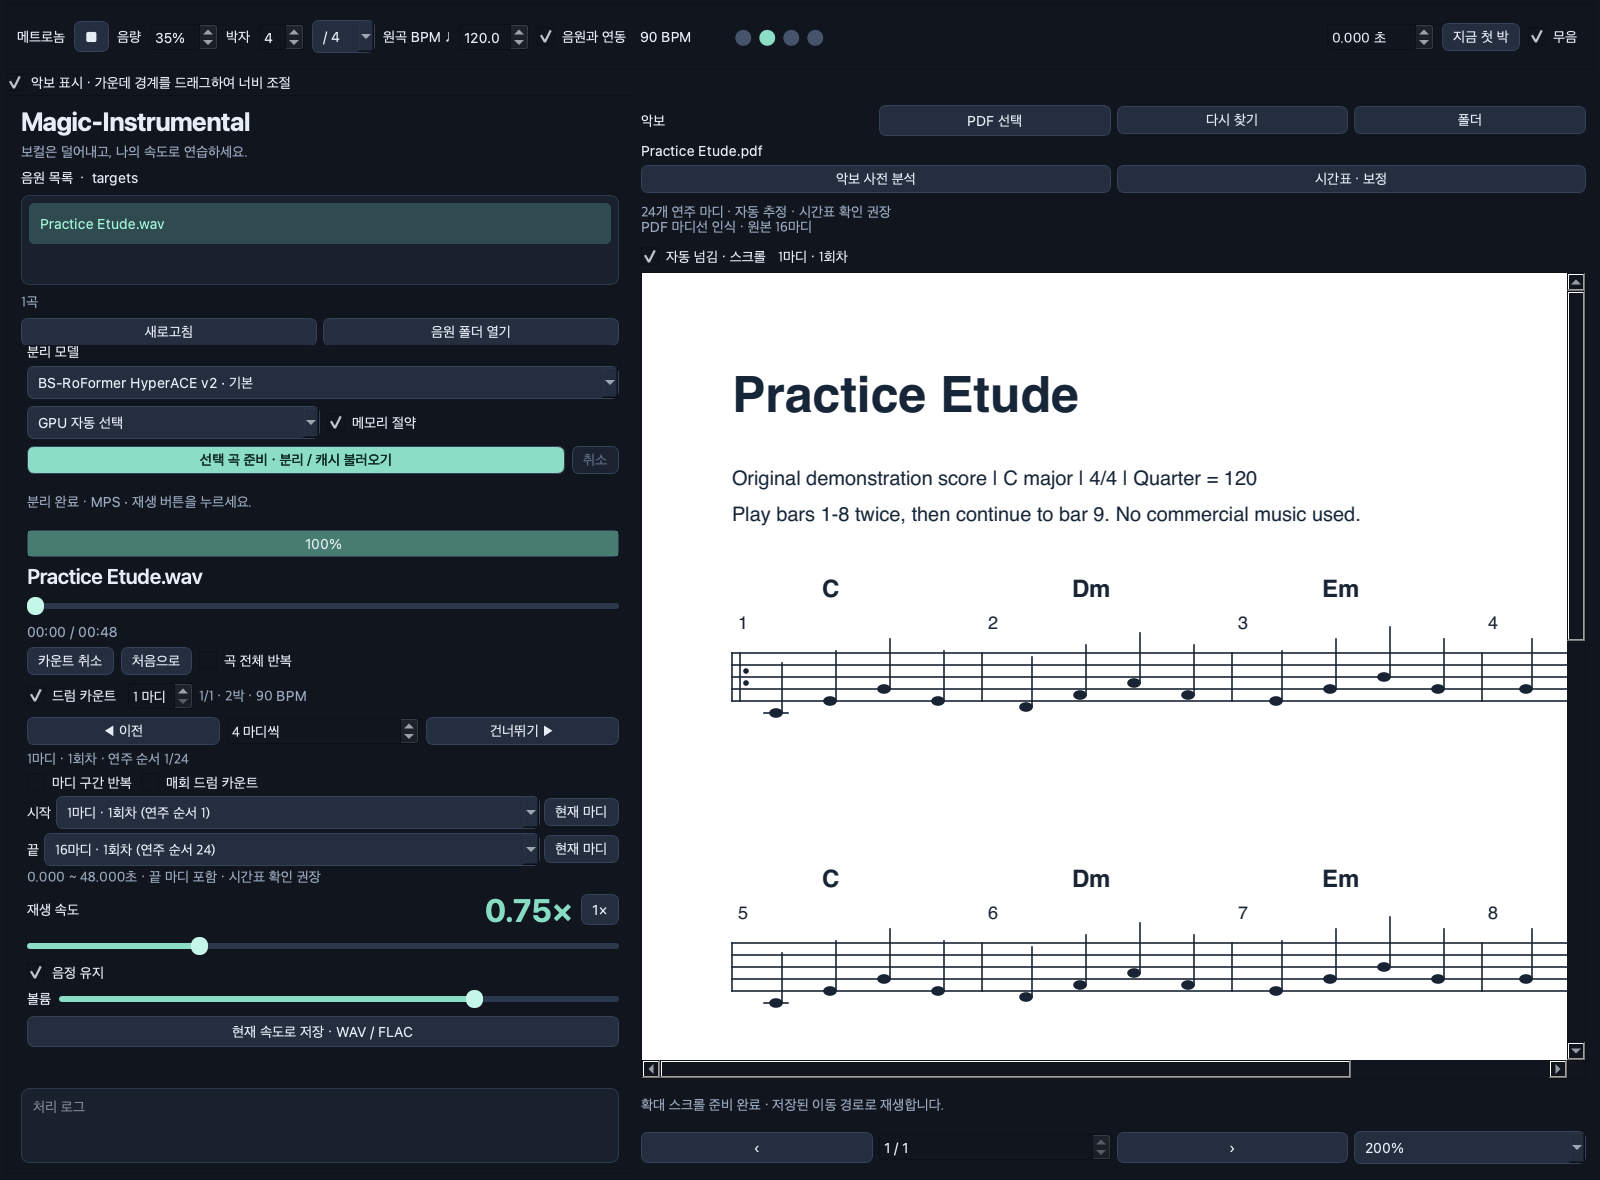 메트로놈 음량 35% 박자 4 / 4 원곡 BPM ♩ 120.0 음원과 연동 90 BPM 0.000 초 지금 첫 박 무음
악보 표시 · 가운데 경계를 드래그하여 너비 조절
Magic-Instrumental
보컬은 덜어내고, 나의 속도로 연습하세요.
음원 목록 · targets
Practice Etude.wav
1곡
새로고침 음원 폴더 열기
분리 모델
BS-RoFormer HyperACE v2 · 기본
GPU 자동 선택 메모리 절약
선택 곡 준비 · 분리 / 캐시 불러오기 취소
분리 완료 · MPS · 재생 버튼을 누르세요.
100%
Practice Etude.wav
00:00 / 00:48
카운트 취소 처음으로 곡 전체 반복
드럼 카운트 1 마디 1/1 · 2박 · 90 BPM
◀ 이전 4 마디씩 건너뛰기 ▶
1마디 · 1회차 · 연주 순서 1/24
마디 구간 반복 매회 드럼 카운트
시작 1마디 · 1회차 (연주 순서 1) 현재 마디
끝 16마디 · 1회차 (연주 순서 24) 현재 마디
0.000 ~ 48.000초 · 끝 마디 포함 · 시간표 확인 권장
재생 속도 0.75× 1×
음정 유지
볼륨
현재 속도로 저장 · WAV / FLAC
처리 로그
악보 PDF 선택 다시 찾기 폴더
Practice Etude.pdf
악보 사전 분석 시간표 · 보정
24개 연주 마디 · 자동 추정 · 시간표 확인 권장
PDF 마디선 인식 · 원본 16마디
자동 넘김 · 스크롤 1마디 · 1회차
Practice Etude
Original demonstration score | C major | 4/4 | Quarter = 120
Play bars 1-8 twice, then continue to bar 9. No commercial music used.
C Dm Em
1 2 3 4
C Dm Em
5 6 7 8
확대 스크롤 준비 완료 · 저장된 이동 경로로 재생합니다.
‹ 1 / 1 › 200%